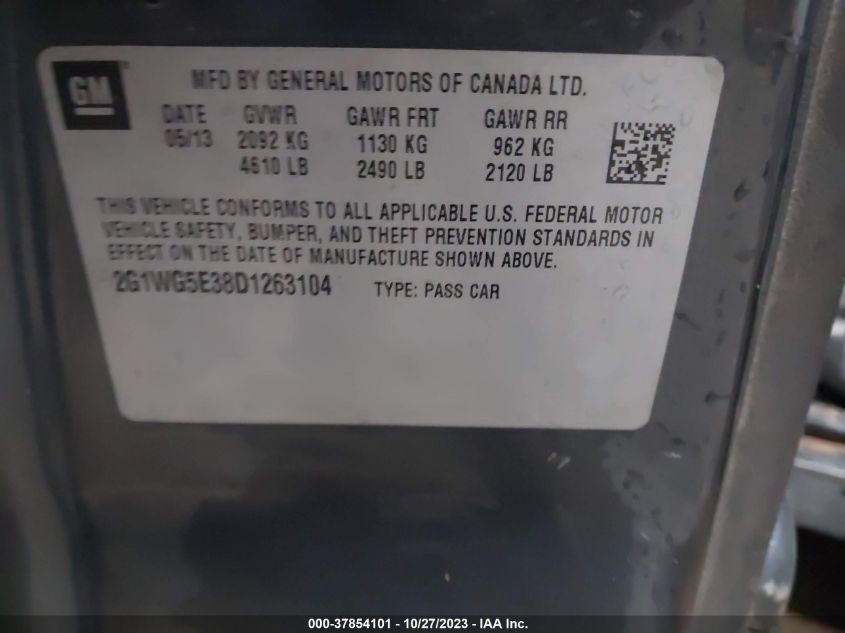 GM
MFD BY GENERAL MOTORS OF CANADA LTD.
DATE GVWR GAWR FRT GAWR RR
05/13 2092 KG 1130 KG 962 KG
4610 LB 2490 LB 2120 LB
THIS VEHICLE CONFORMS TO ALL APPLICABLE U.S. FEDERAL MOTOR
VEHICLE SAFETY, BUMPER, AND THEFT PREVENTION STANDARDS IN
EFFECT ON THE DATE OF MANUFACTURE SHOWN ABOVE.
2G1WG5E38D1263104 TYPE: PASS CAR
000-37854101 - 10/27/2023 - IAA Inc.